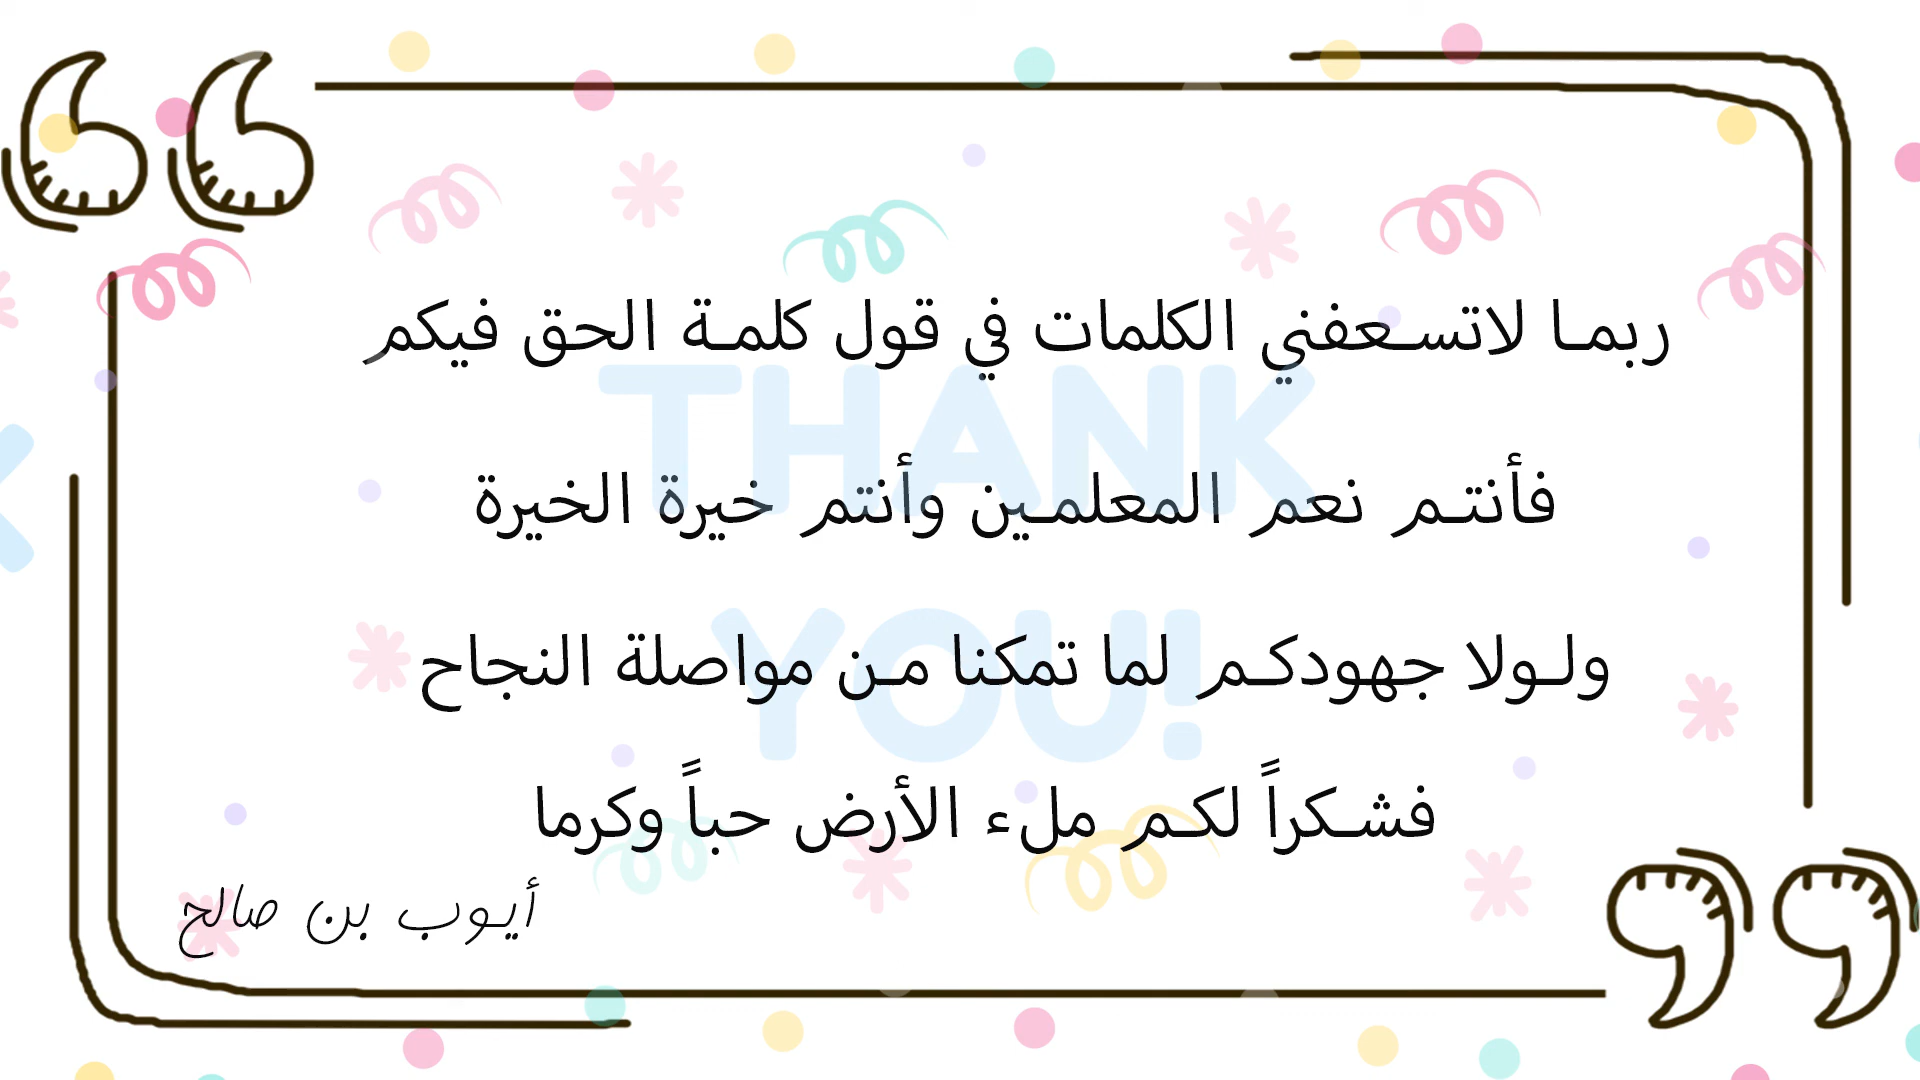 ربما لاتسعفني الكلمات في قول كلمة الحق فيكم
THANK
فأنتم نعم المعلمين وأنتم خيرة الخيرة
YOU!
ولولا جهودكم لما تمكنا من مواصلة النجاح
فشكراً لكم ملء الأرض حباً وكرما
أيوب بن صالح